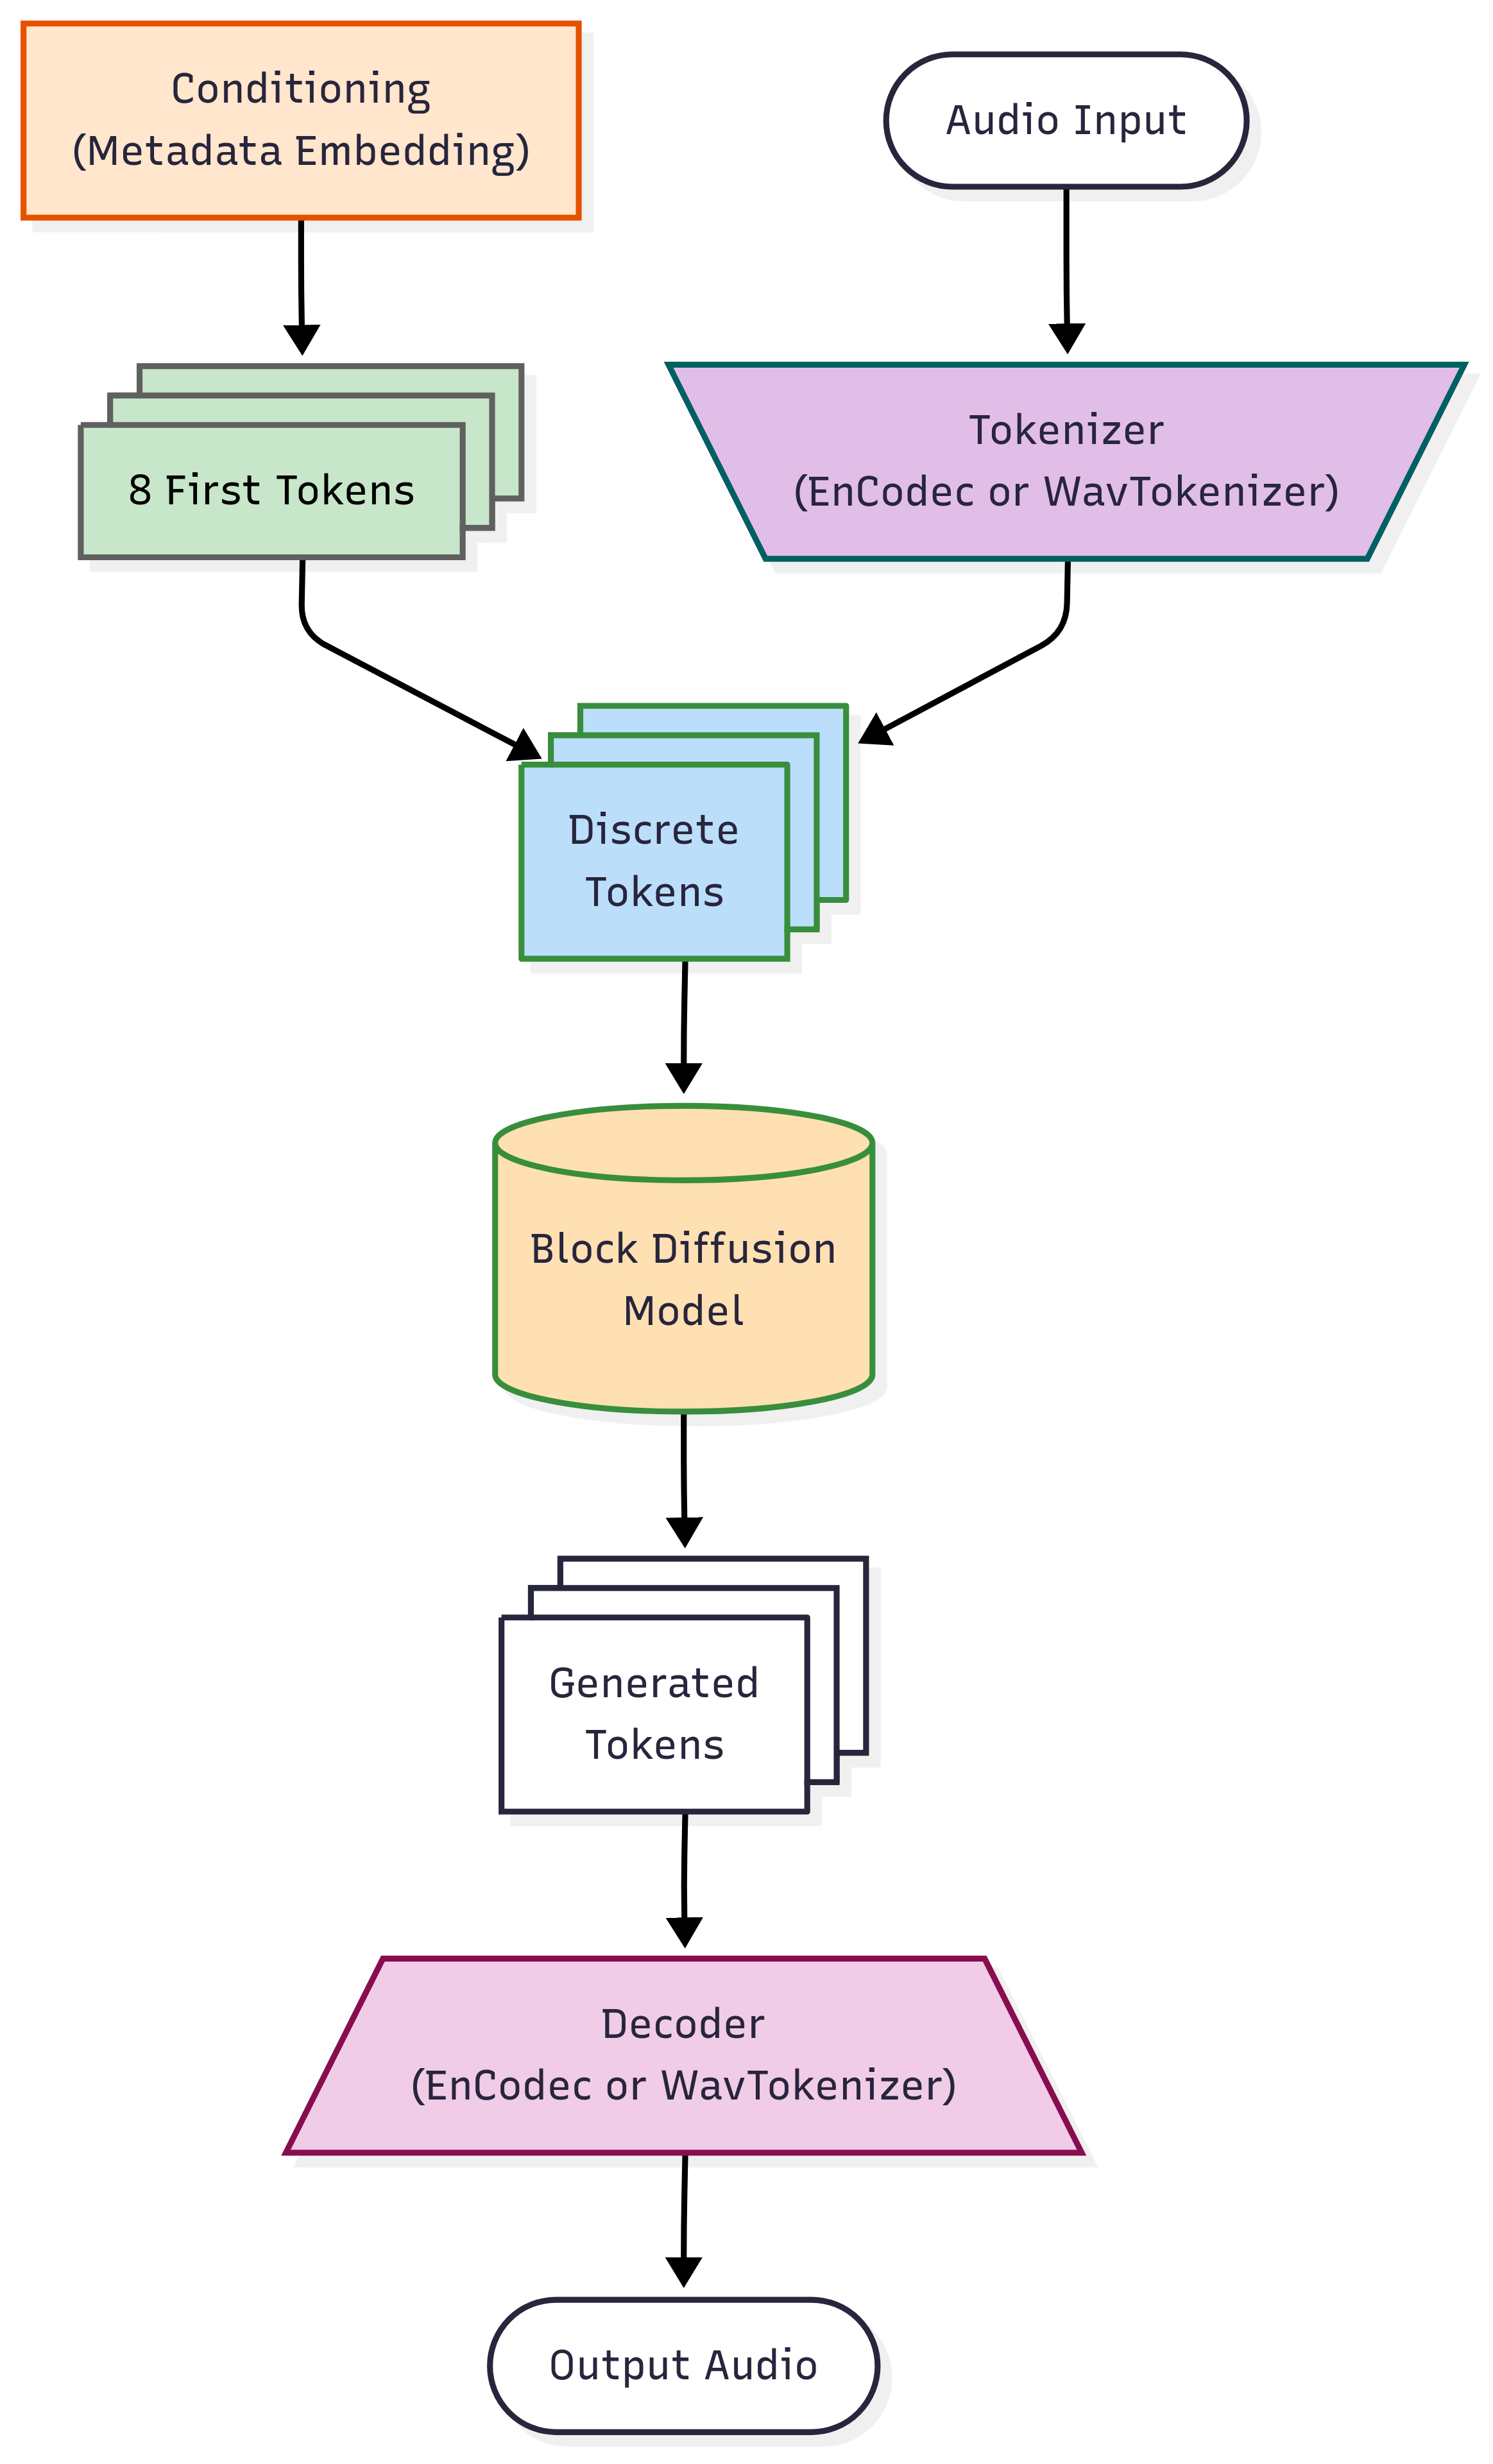 Conditioning
(Metadata Embedding)
Audio Input
8 First Tokens
Tokenizer
(EnCodec or WavTokenizer)
Discrete
Tokens
Block Diffusion
Model
Generated
Tokens
Decoder
(EnCodec or WavTokenizer)
Output Audio